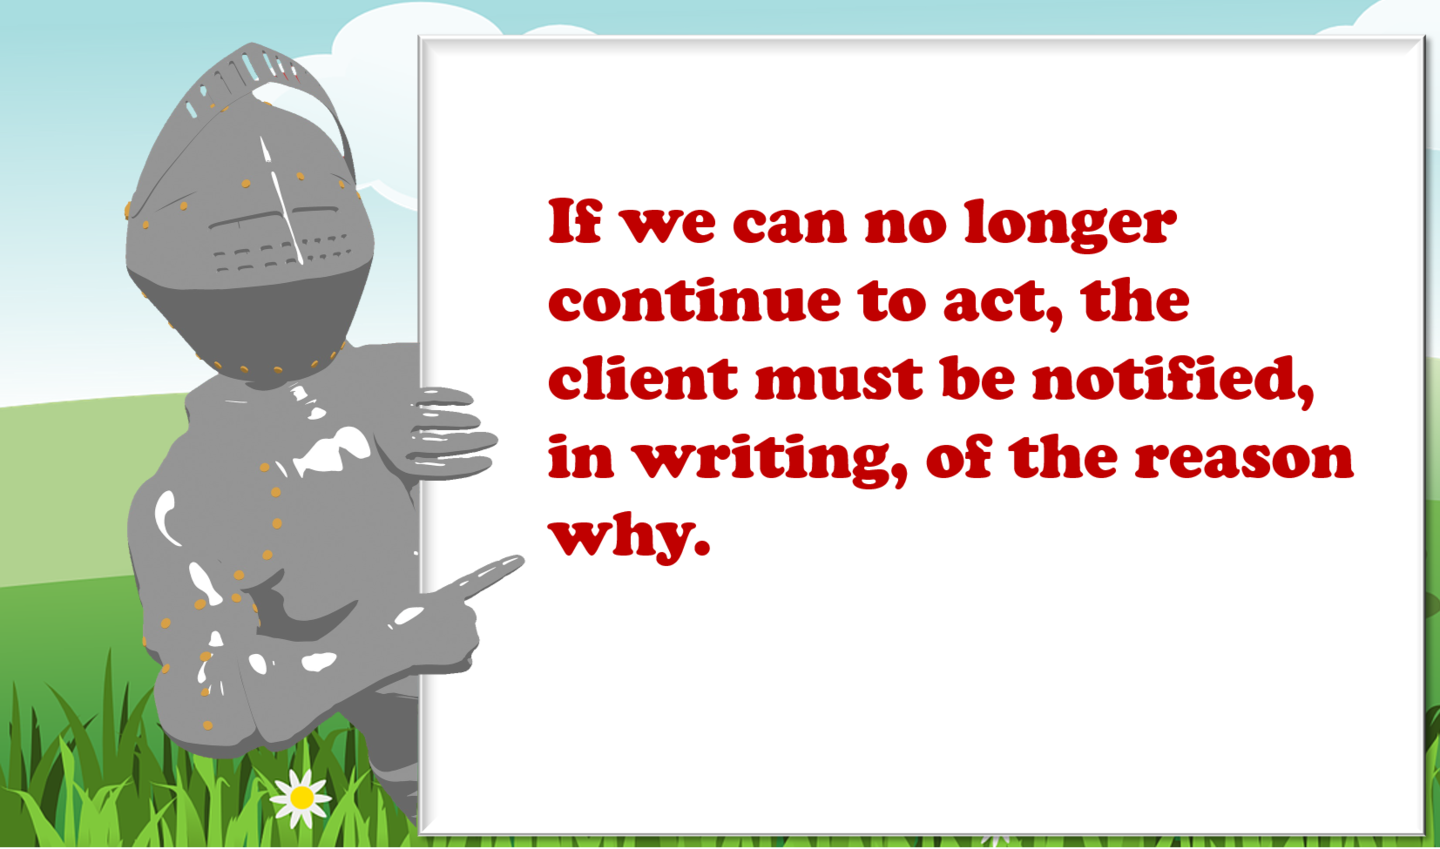 If we can no longer
continue to act, the
client must be notified,
in writing, of the reason
why.